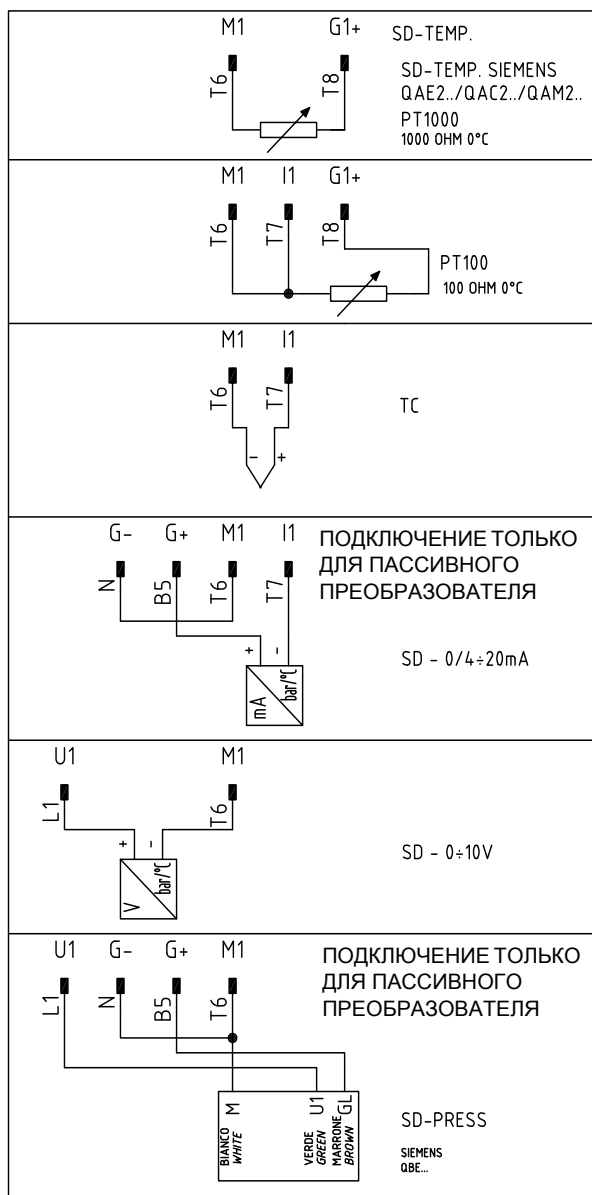 M1 G1+ SD-TEMP.
T6 T8
SD-TEMP. SIEMENS
QAE2../QAC2../QAM2..
PT1000
1000 OHM 0°C
M1 I1 G1+
T6 T7 T8
PT100
100 OHM 0°C
M1 I1
T6 T7
TC
- +
G- G+ M1 I1
ПОДКЛЮЧЕНИЕ ТОЛЬКО
ДЛЯ ПАССИВНОГО
ПРЕОБРАЗОВАТЕЛЯ
N B5 T6 T7
+ -
SD - 0/4÷20mA
mA bar/°C
U1 M1
L1 T6
+ -
SD - 0÷10V
V bar/°C
U1 G- G+ M1
ПОДКЛЮЧЕНИЕ ТОЛЬКО
ДЛЯ ПАССИВНОГО
ПРЕОБРАЗОВАТЕЛЯ
L1 N B5 T6
M U1 GL
BIANCO VERDE MARRONE
WHITE GREEN BROWN
SD-PRESS
SIEMENS
QBE...